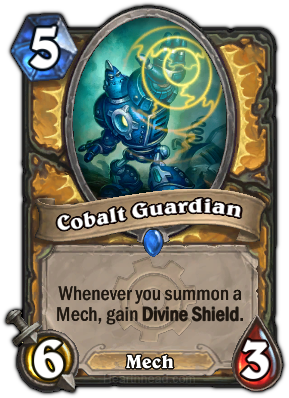 5
Cobalt Guardian
Whenever you summon a
Mech, gain Divine Shield.
6
Mech
3